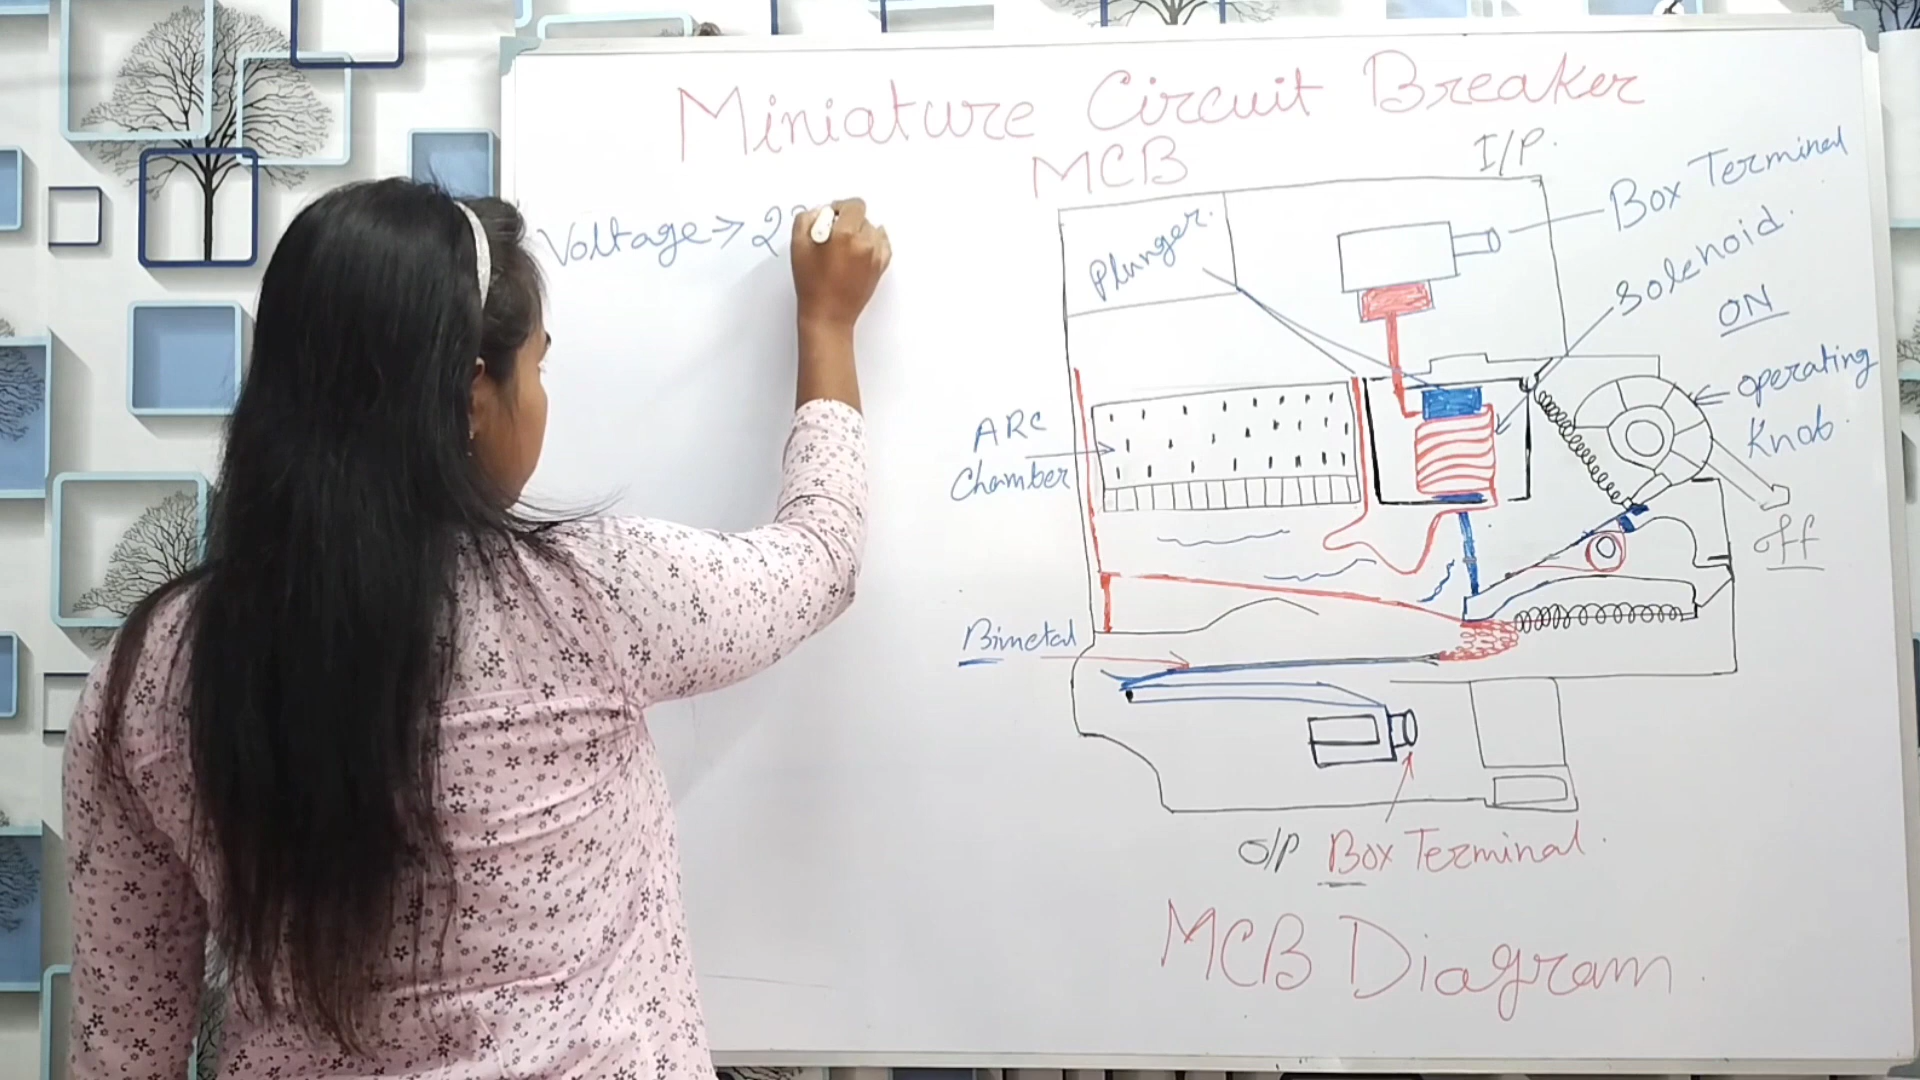 Miniature Circuit Breaker
MCB
I/P.
Voltage → 2
Box Terminal
Plunger.
Solenoid.
ON
operating
Knob.
ARC
Chamber
off
Bimetal
O/P Box Terminal.
MCB Diagram.